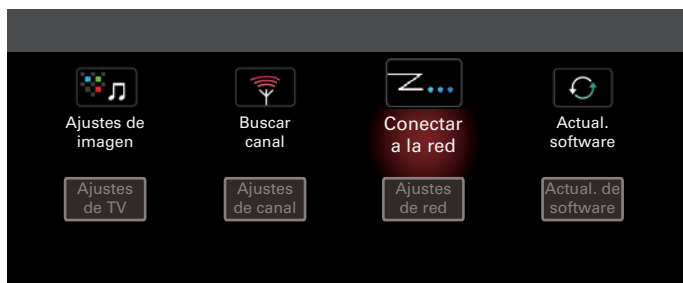 Ajustes de
imagen
Buscar
canal
Conectar
a la red
Actual.
software
Ajustes
de TV
Ajustes
de canal
Ajustes
de red
Actual. de
software